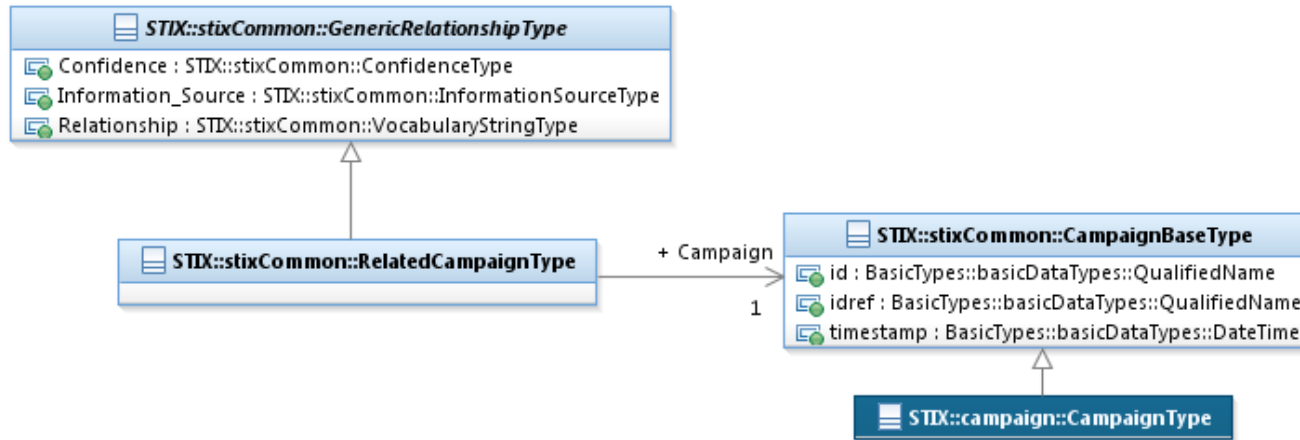 STIX::stixCommon::GenericRelationshipType
Confidence : STIX::stixCommon::ConfidenceType
Information_Source : STIX::stixCommon::InformationSourceType
Relationship : STIX::stixCommon::VocabularyStringType
STIX::stixCommon::RelatedCampaignType
+ Campaign
1
STIX::stixCommon::CampaignBaseType
id : BasicTypes::basicDataTypes::QualifiedName
idref : BasicTypes::basicDataTypes::QualifiedName
timestamp : BasicTypes::basicDataTypes::DateTime
STIX::campaign::CampaignType